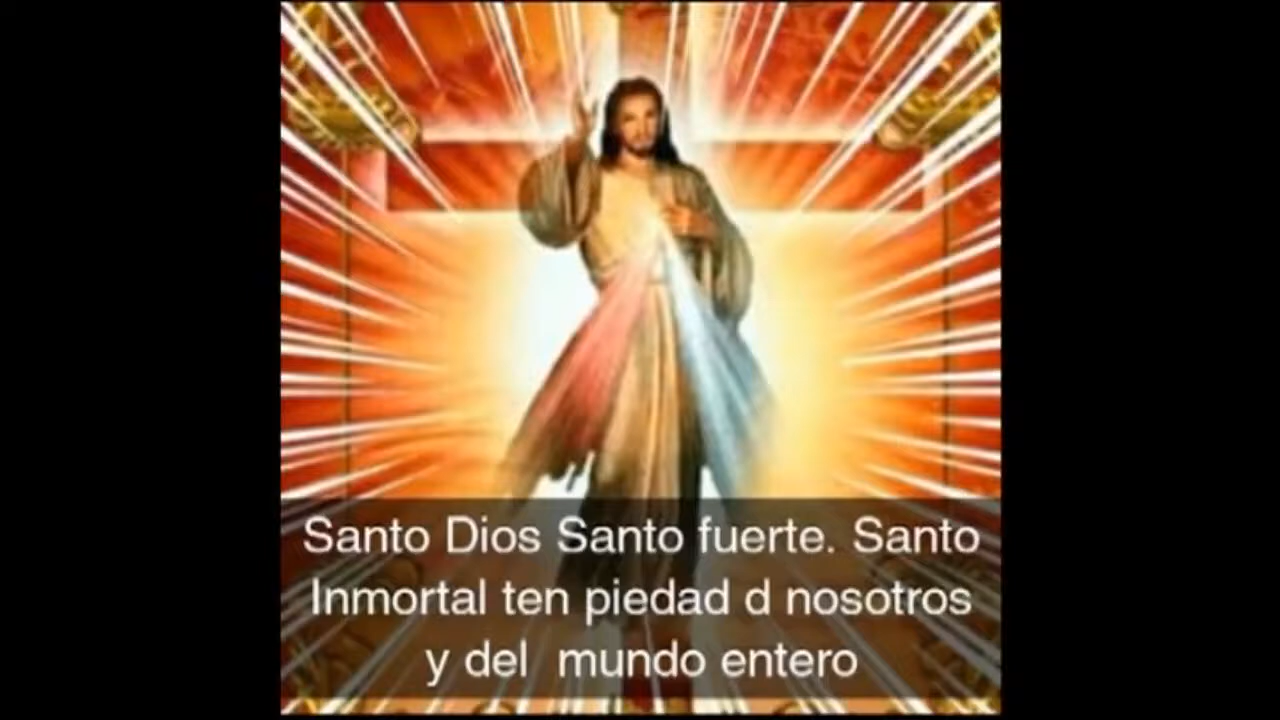 Santo Dios Santo fuerte. Santo
Inmortal ten piedad d nosotros
y del  mundo entero